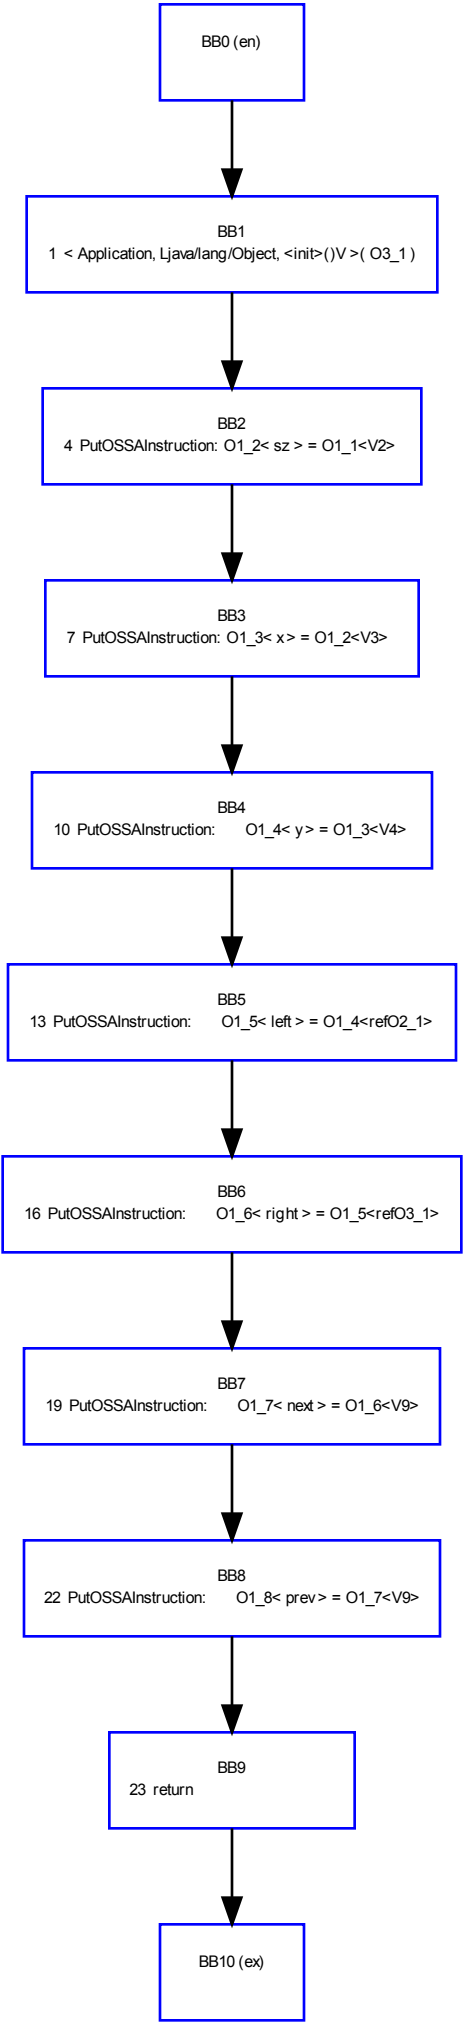 BB0 (en)
BB1
1 < Application, Ljava/lang/Object, <init>()V >( O3_1 )
BB2
4 PutOSSAInstruction: O1_2< sz > = O1_1<V2>
BB3
7 PutOSSAInstruction: O1_3< x > = O1_2<V3>
BB4
10 PutOSSAInstruction: O1_4< y > = O1_3<V4>
BB5
13 PutOSSAInstruction: O1_5< left > = O1_4<refO2_1>
BB6
16 PutOSSAInstruction: O1_6< right > = O1_5<refO3_1>
BB7
19 PutOSSAInstruction: O1_7< next > = O1_6<V9>
BB8
22 PutOSSAInstruction: O1_8< prev > = O1_7<V9>
BB9
23 return
BB10 (ex)